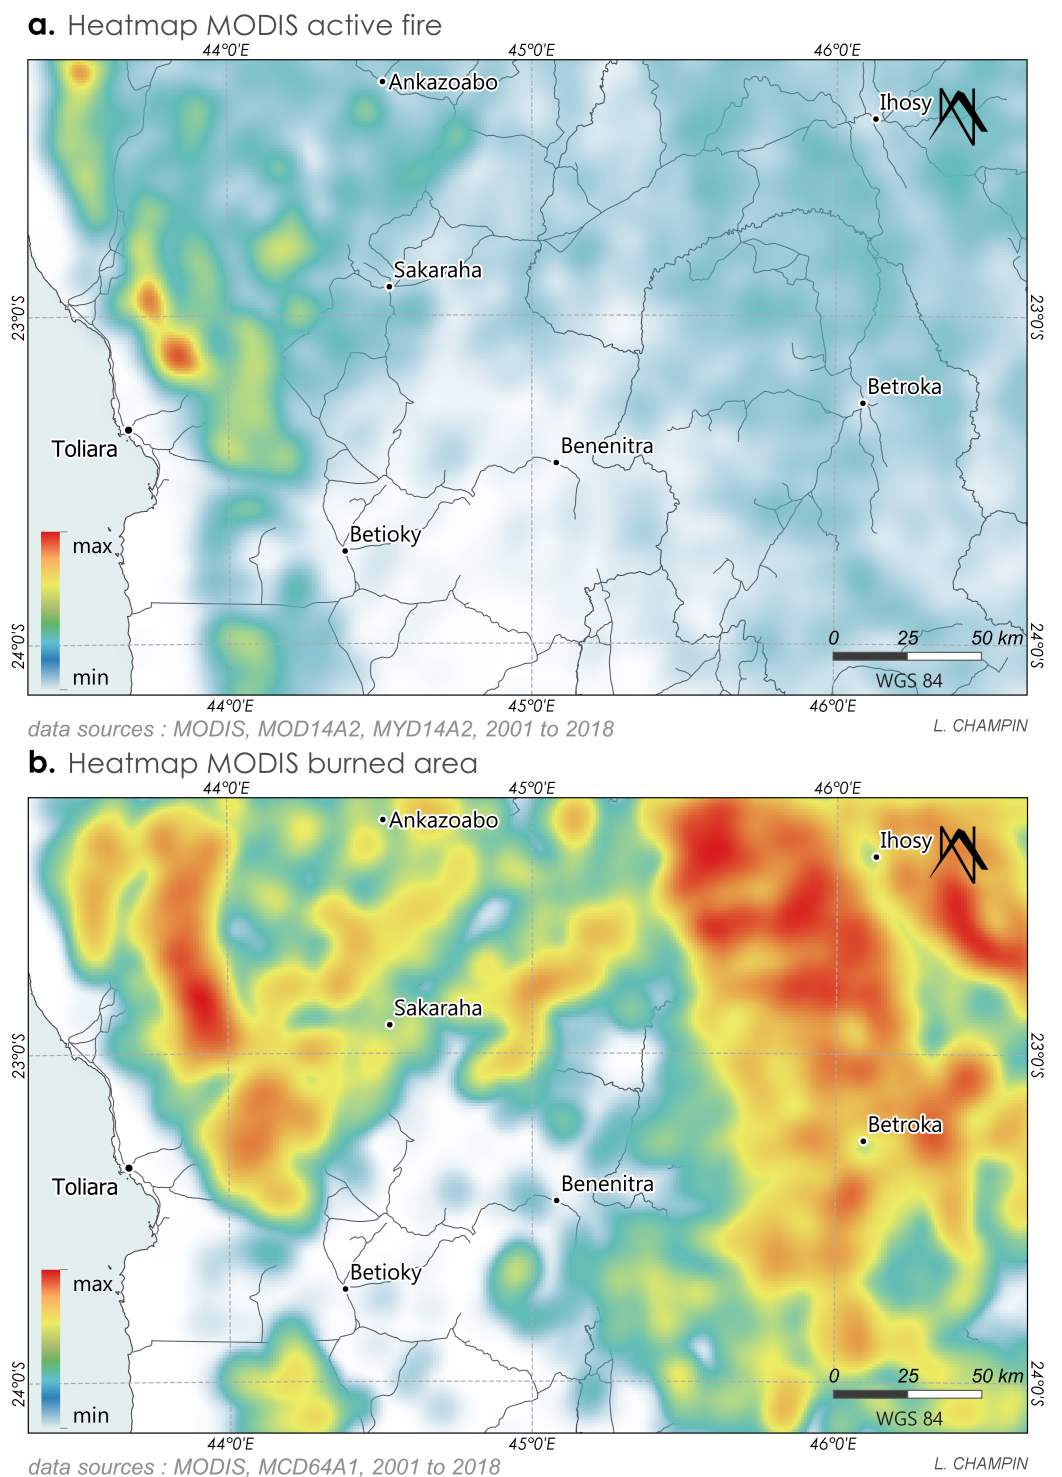 a. Heatmap MODIS active fire
44°0'E 45°0'E 46°0'E
Ankazoabo
Ihosy
N
Sakaraha
23°0'S 23°0'S
Betroka
Toliara
Benenitra
Betioky
max
min
24°0'S 24°0'S
0 25 50 km
WGS 84
44°0'E 45°0'E 46°0'E
data sources : MODIS, MOD14A2, MYD14A2, 2001 to 2018
L. CHAMPIN
b. Heatmap MODIS burned area
44°0'E 45°0'E 46°0'E
Ankazoabo
Ihosy
N
Sakaraha
23°0'S 23°0'S
Betroka
Toliara
Benenitra
Betioky
max
min
24°0'S 24°0'S
0 25 50 km
WGS 84
44°0'E 45°0'E 46°0'E
data sources : MODIS, MCD64A1, 2001 to 2018
L. CHAMPIN